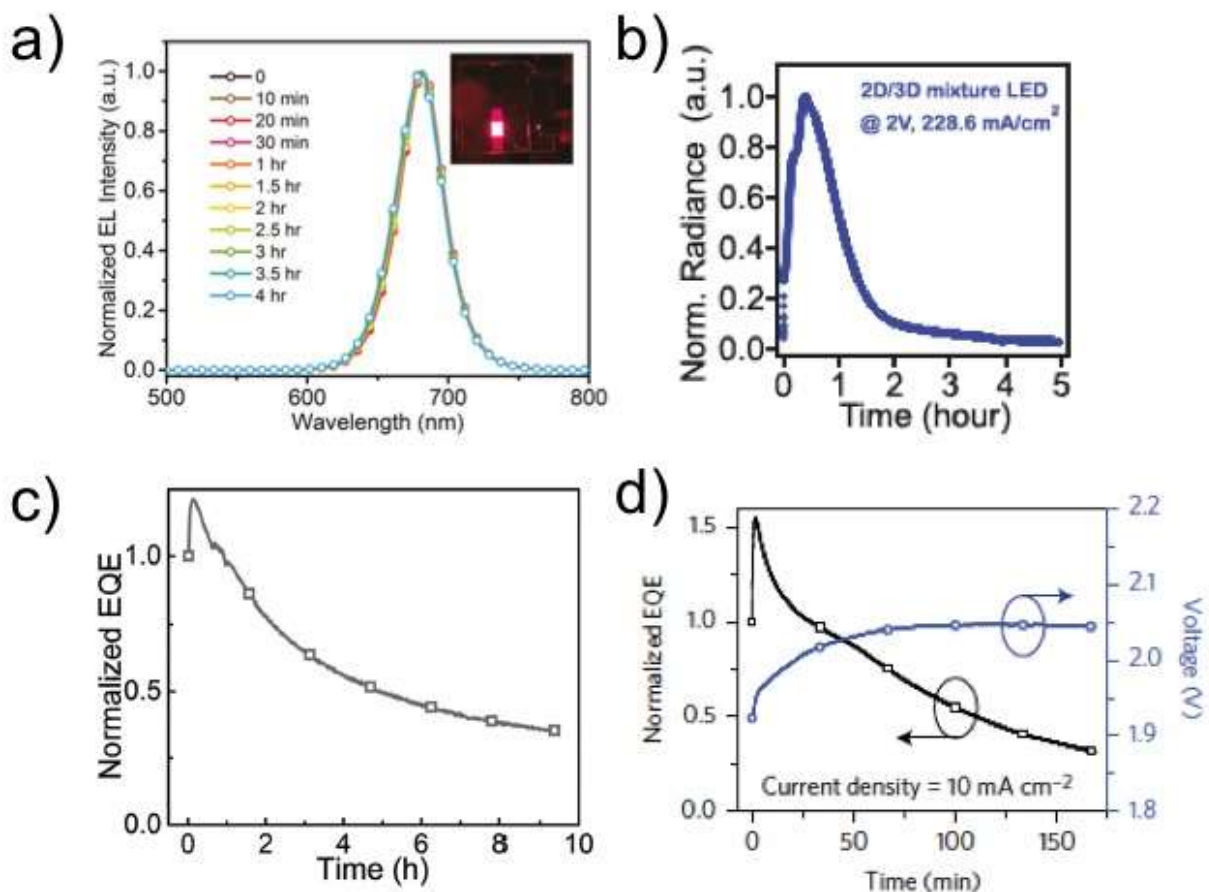 a)
Normalized EL Intensity (a.u.)
1.0
0.8
0.6
0.4
0.2
0.0
0
10 min
20 min
30 min
1 hr
1.5 hr
2 hr
2.5 hr
3 hr
3.5 hr
4 hr
500 600 700 800
Wavelength (nm)
b)
Norm. Radiance (a.u.)
1.0
0.8
0.6
0.4
0.2
0.0
2D/3D mixture LED
@ 2V, 228.6 mA/cm²
0 1 2 3 4 5
Time (hour)
c)
Normalized EQE
1.0
0.5
0.0
0 2 4 6 8 10
Time (h)
d)
Normalized EQE
1.5
1.0
0.5
0.0
Current density = 10 mA cm⁻²
2.2
2.1
2.0
1.9
1.8
Voltage (V)
0 50 100 150
Time (min)